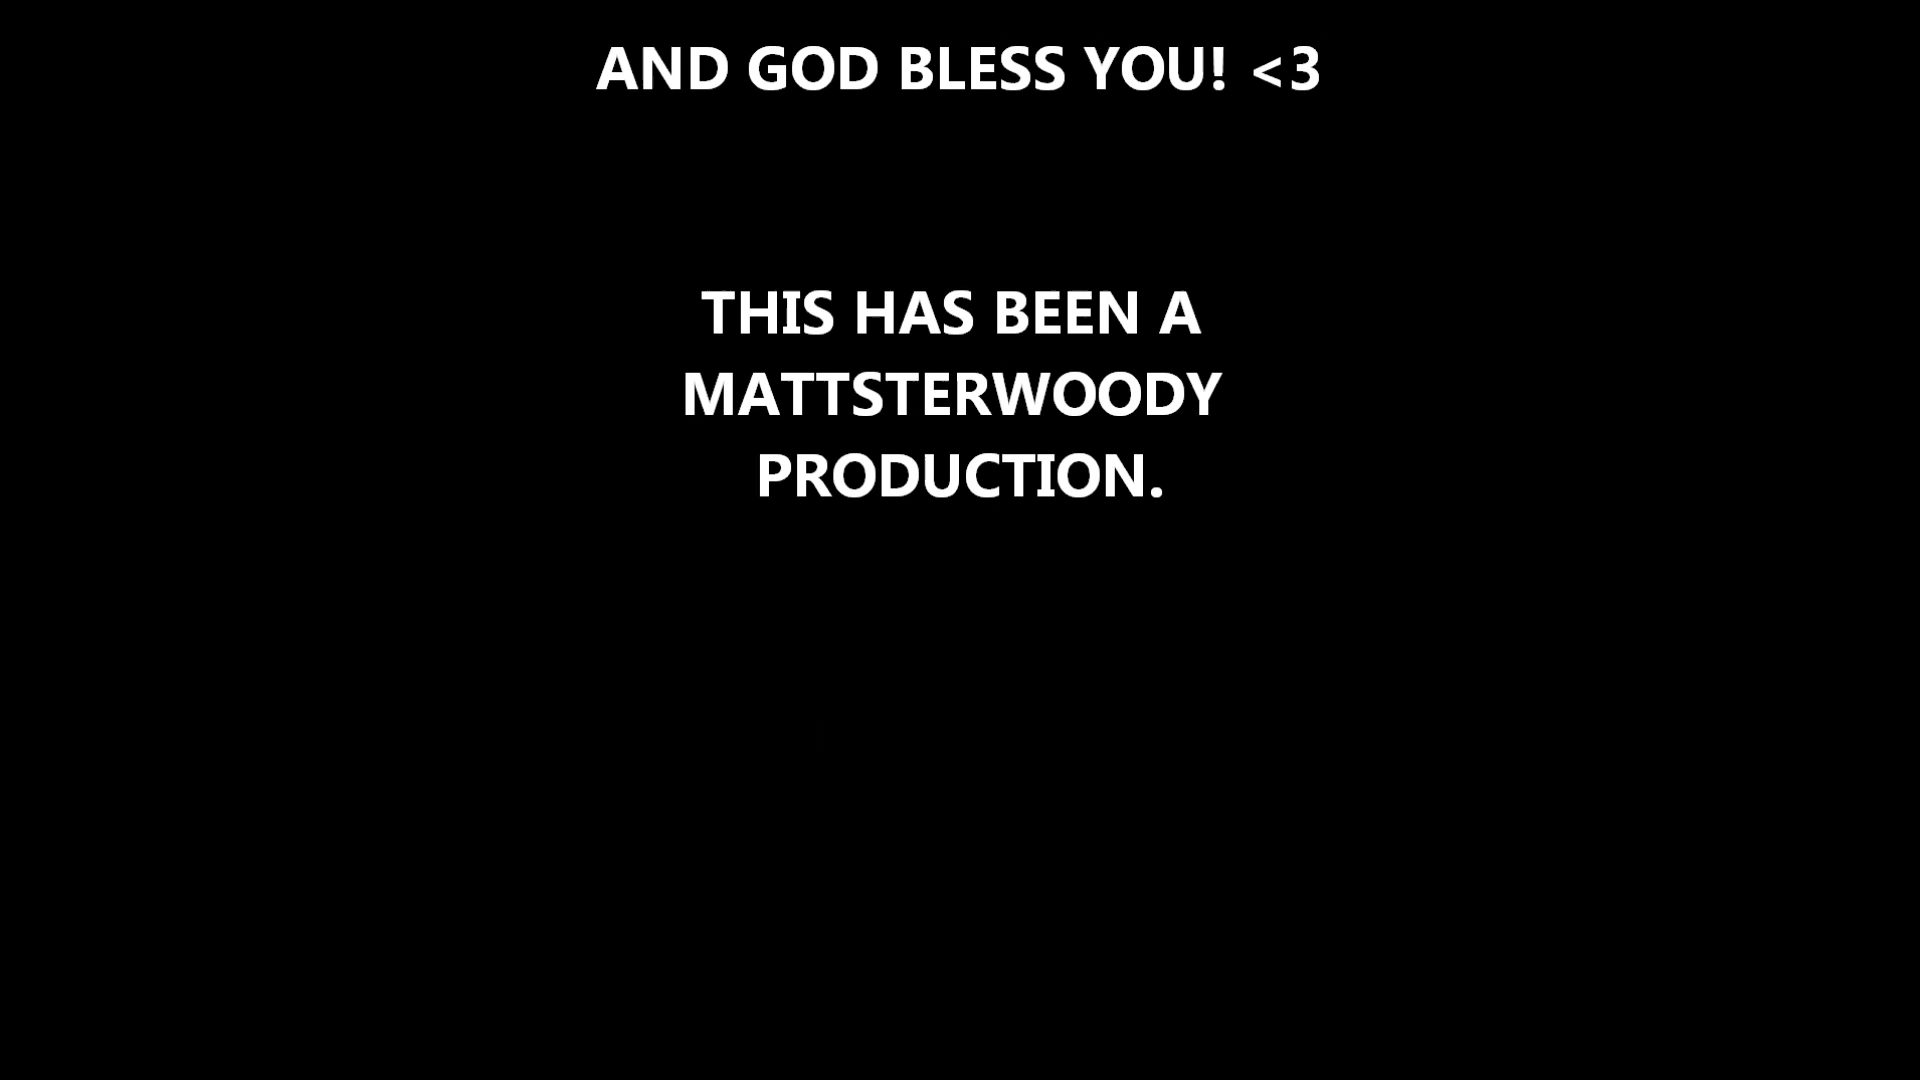 AND GOD BLESS YOU! <3
THIS HAS BEEN A
MATTSTERWOODY
PRODUCTION.